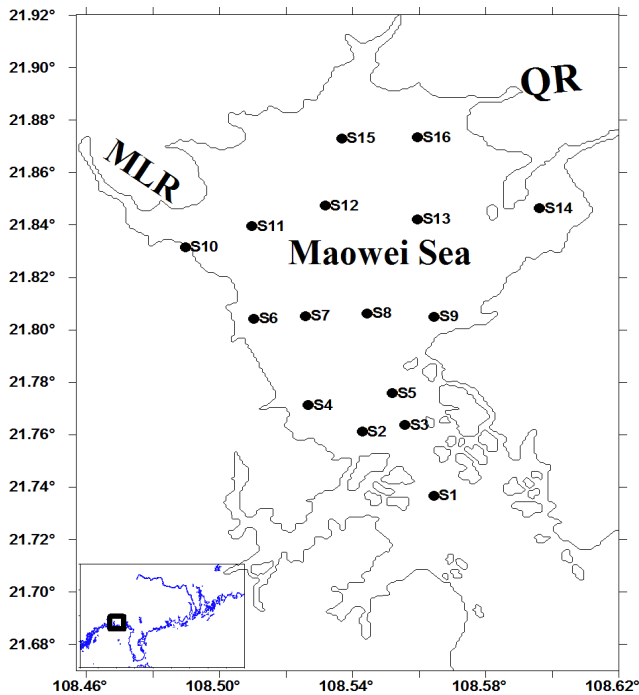 21.92°
21.90°
QR
21.88°
S15
S16
21.86°
MLR
S12
S14
21.84°
S11
S13
S10
Maowei Sea
21.82°
S6
S7
S8
S9
21.80°
21.78°
S5
S4
S3
21.76°
S2
21.74°
S1
21.72°
21.70°
21.68°
108.46°
108.50°
108.54°
108.58°
108.62°